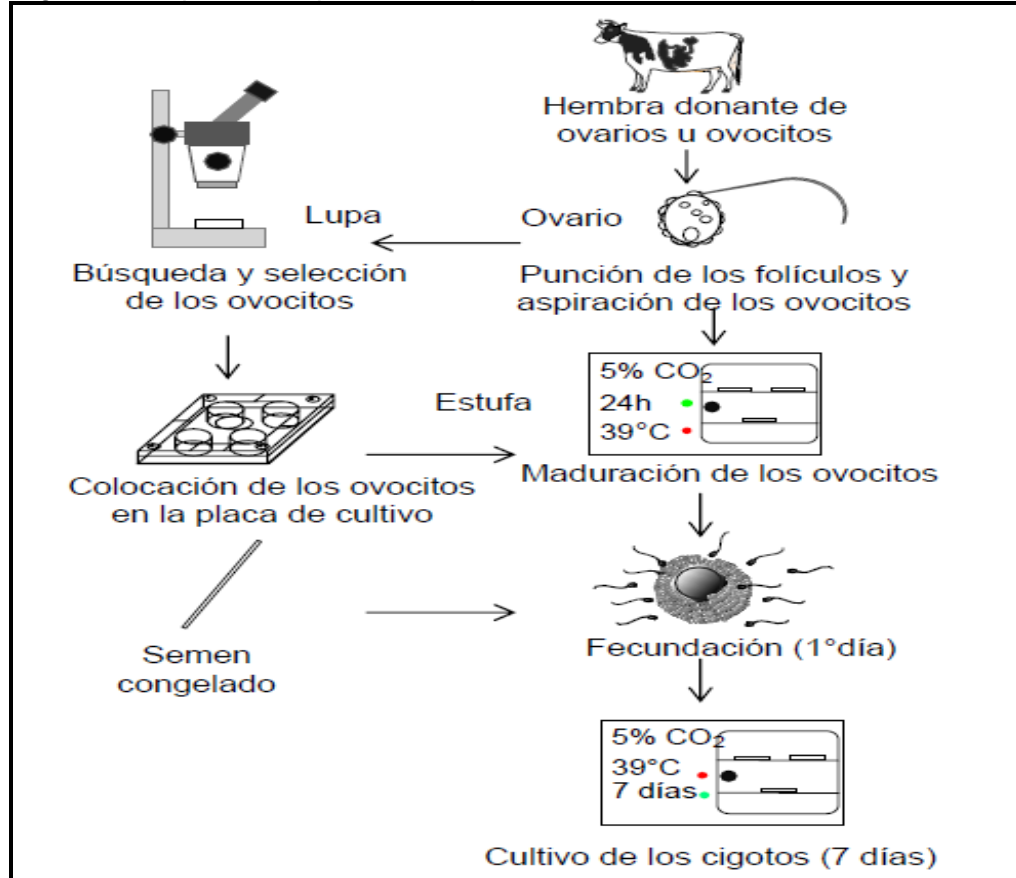 Hembra donante de
ovarios u ovocitos
Lupa
Ovario
Búsqueda y selección
de los ovocitos
Punción de los folículos y
aspiración de los ovocitos
5% CO₂
24h
39°C
Estufa
Colocación de los ovocitos
en la placa de cultivo
Maduración de los ovocitos
Semen
congelado
Fecundación (1°día)
5% CO₂
39°C
7 días
Cultivo de los cigotos (7 días)